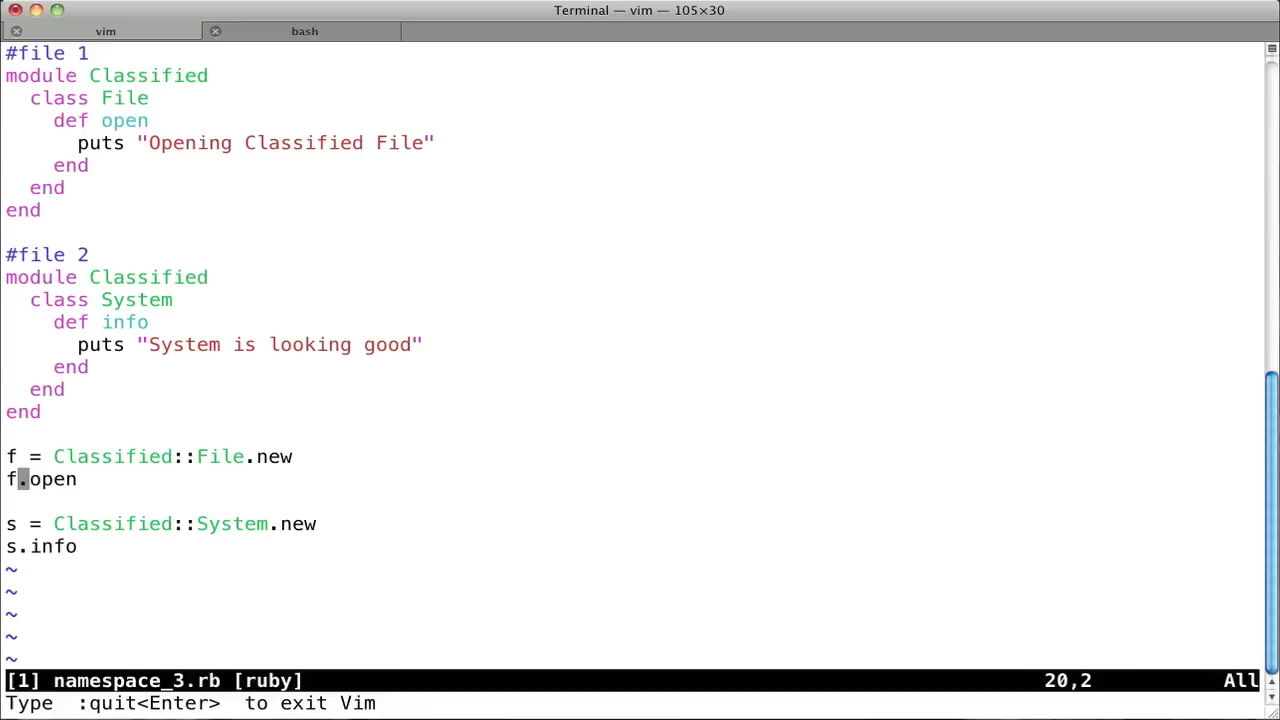 Terminal — vim — 105×30
vim bash
#file 1
module Classified
  class File
    def open
      puts "Opening Classified File"
    end
  end
end

#file 2
module Classified
  class System
    def info
      puts "System is looking good"
    end
  end
end

f = Classified::File.new
f.open

s = Classified::System.new
s.info
~
~
~
~
~
[1] namespace_3.rb [ruby] 20,2 All
Type  :quit<Enter>  to exit Vim